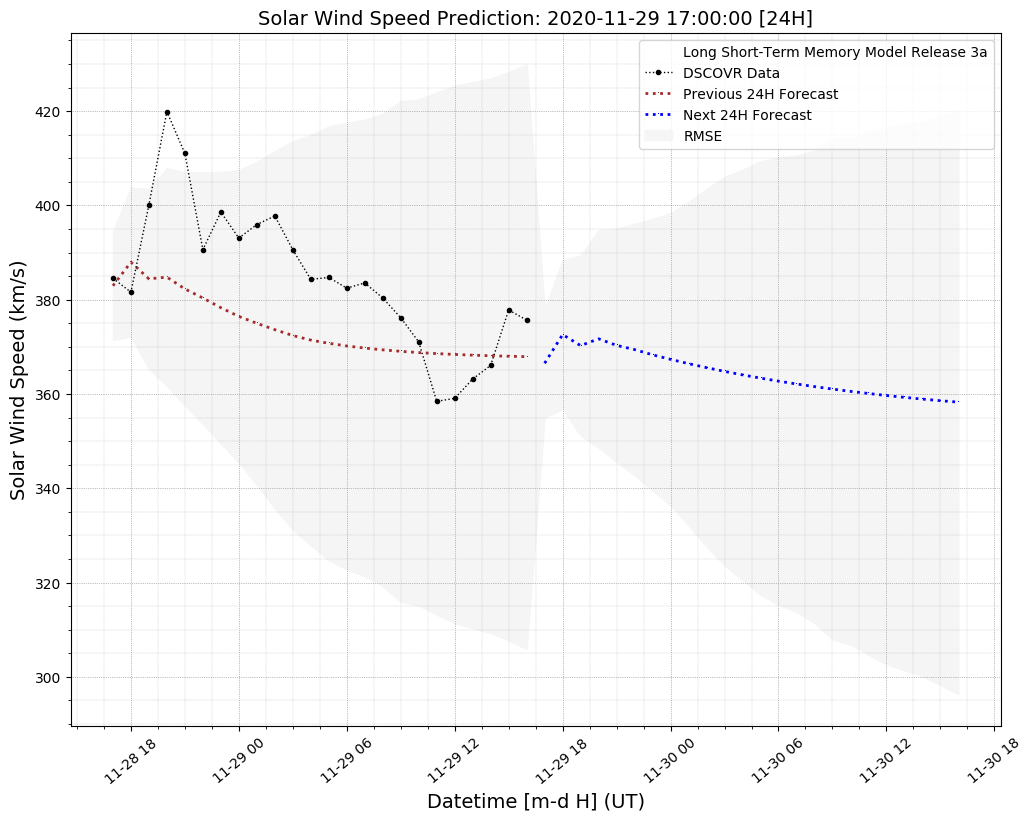 Solar Wind Speed Prediction: 2020-11-29 17:00:00 [24H]
Long Short-Term Memory Model Release 3a
DSCOVR Data
Previous 24H Forecast
Next 24H Forecast
RMSE
Solar Wind Speed (km/s)
420
400
380
360
340
320
300
11-28 18
11-29 00
11-29 06
11-29 12
11-29 18
11-30 00
11-30 06
11-30 12
11-30 18
Datetime [m-d H] (UT)